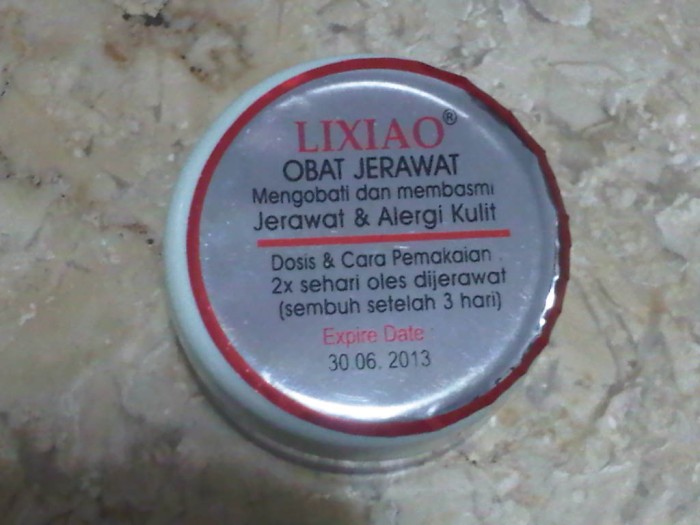 LIXIAO®
OBAT JERAWAT
Mengobati dan membasmi
Jerawat & Alergi Kulit
Dosis & Cara Pemakaian
2x sehari oles dijerawat
(sembuh setelah 3 hari)
Expire Date :
30 06. 2013